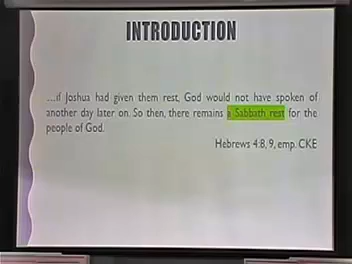 INTRODUCTION
...if Joshua had given them rest, God would not have spoken of
another day later on. So then, there remains a Sabbath rest for the
people of God.
Hebrews 4:8, 9, emp. CKE